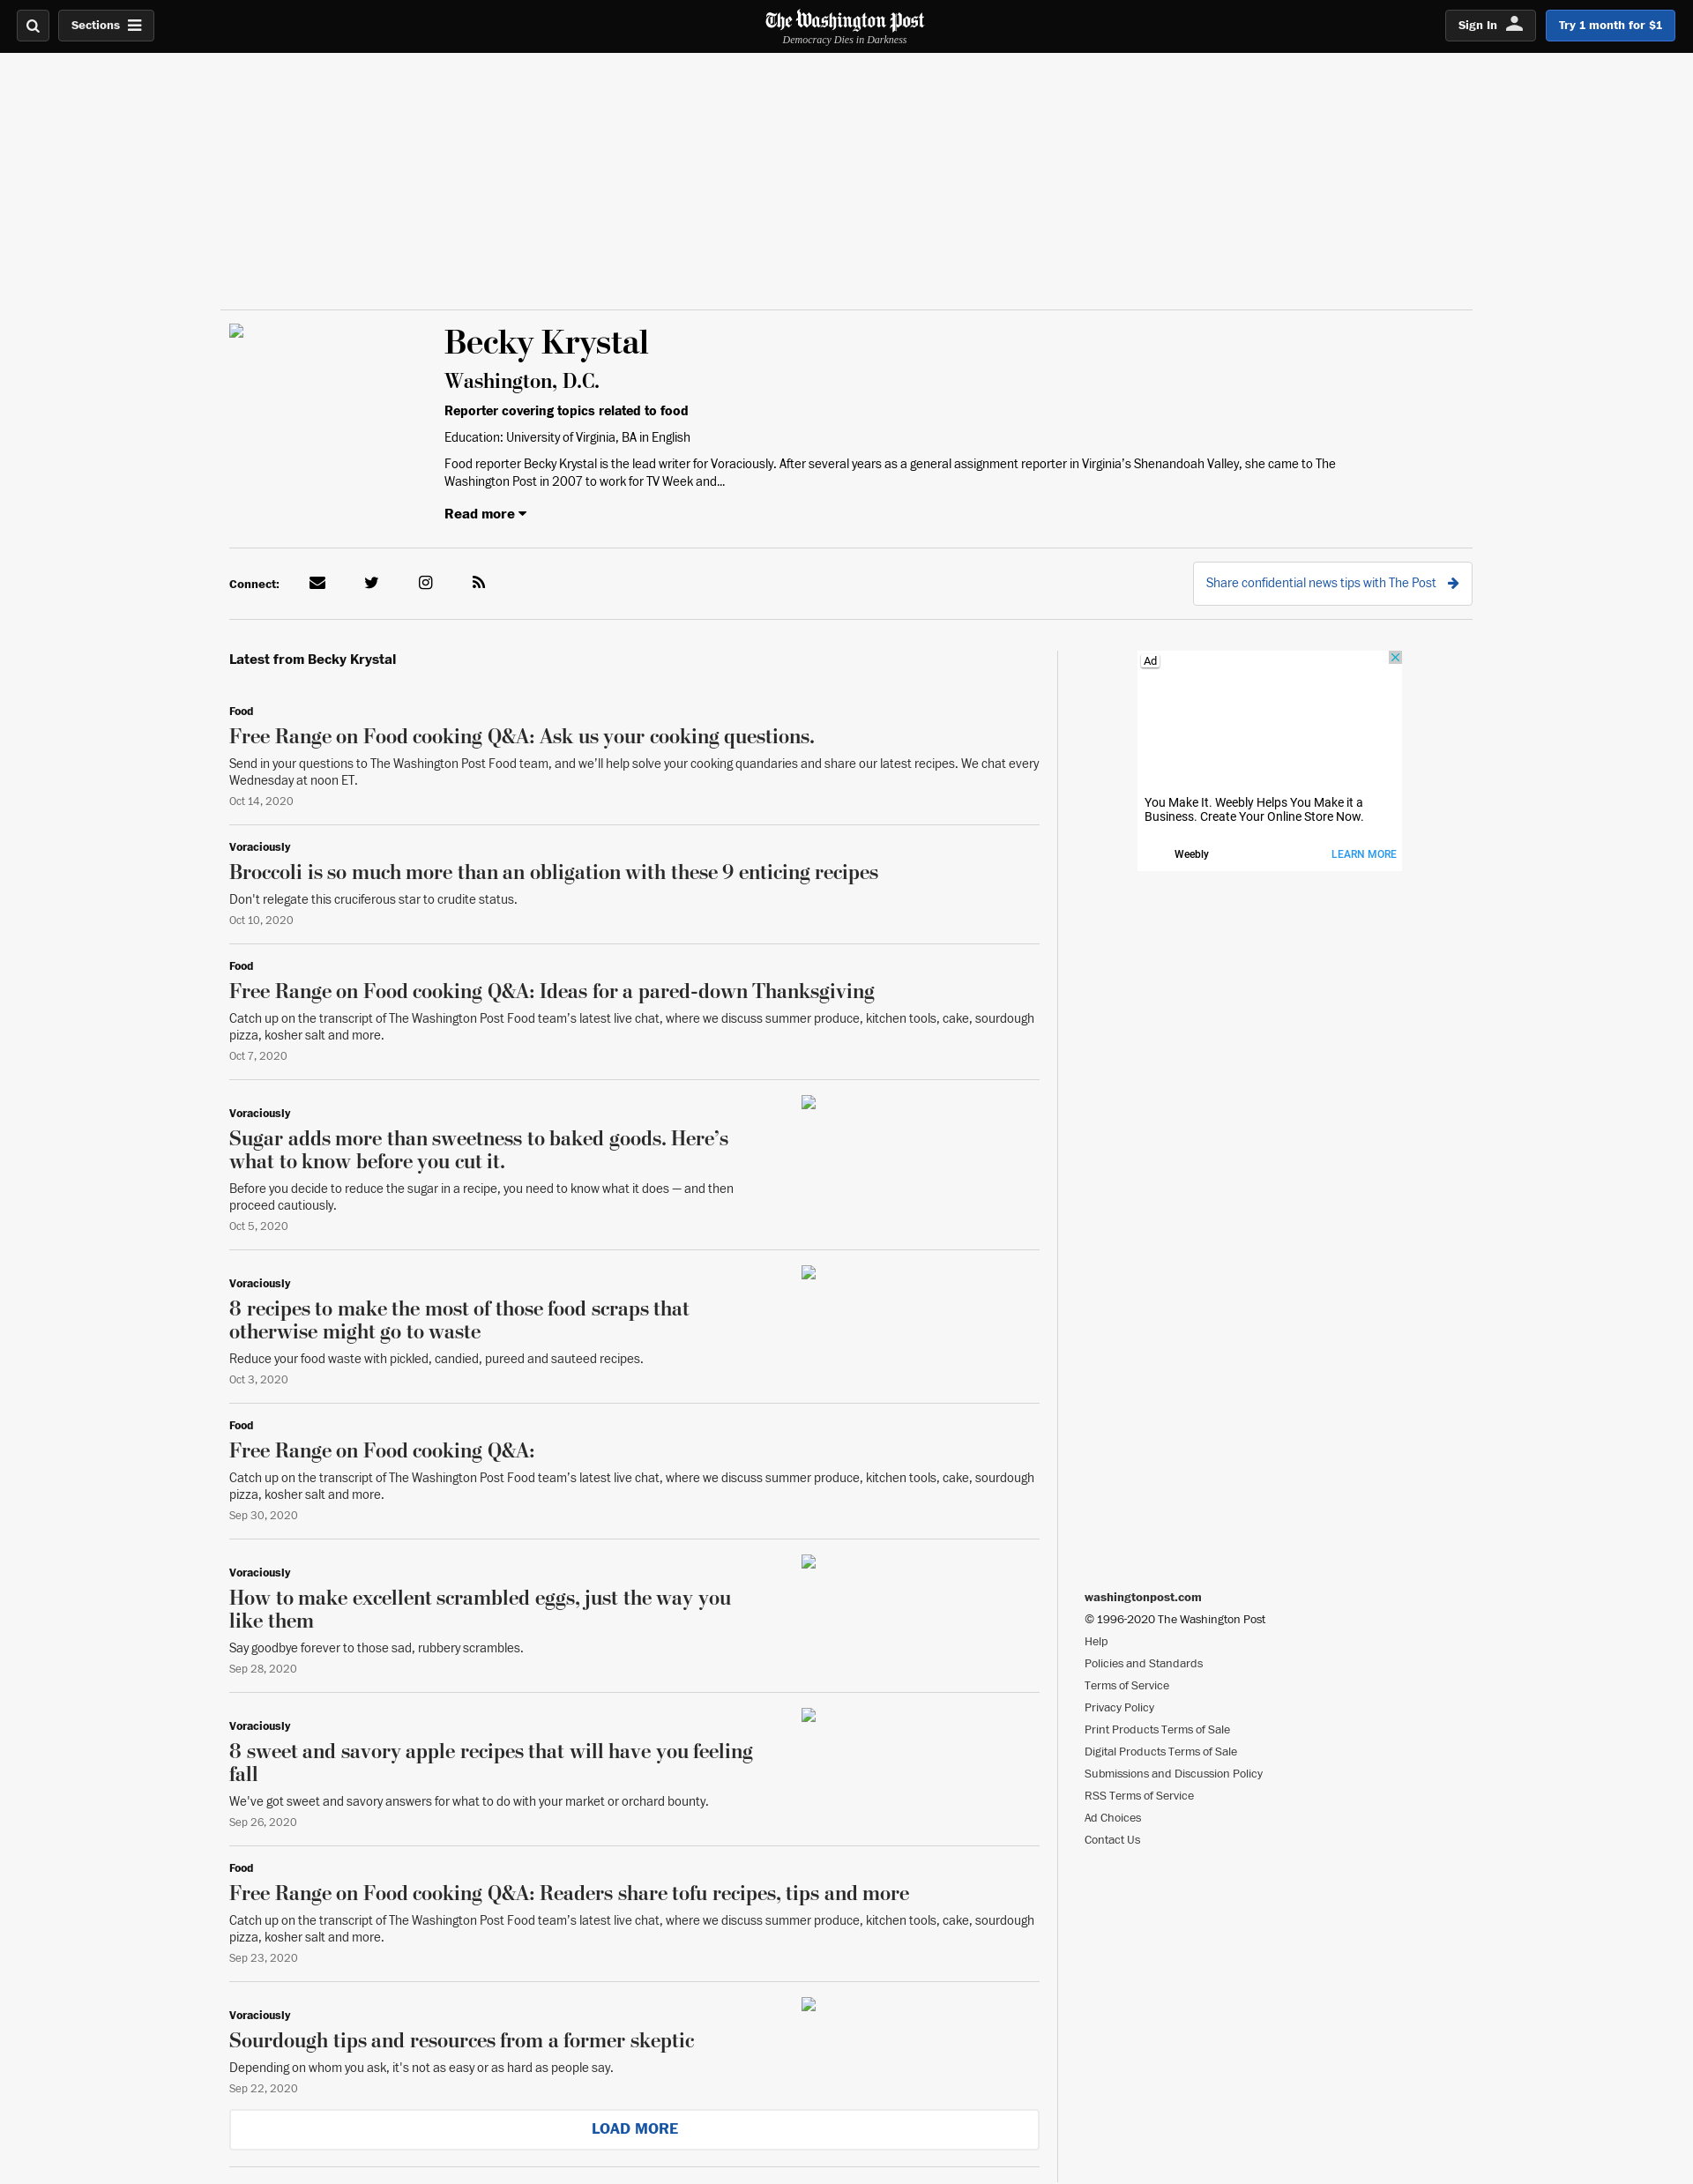 Sections
The Washington Post
Democracy Dies in Darkness
Sign In
Try 1 month for $1
Becky Krystal
Washington, D.C.
Reporter covering topics related to food
Education: University of Virginia, BA in English
Food reporter Becky Krystal is the lead writer for Voraciously. After several years as a general assignment reporter in Virginia's Shenandoah Valley, she came to The
Washington Post in 2007 to work for TV Week and...
Read more
Connect:
Share confidential news tips with The Post
Latest from Becky Krystal
Food
Free Range on Food cooking Q&A: Ask us your cooking questions.
Send in your questions to The Washington Post Food team, and we’ll help solve your cooking quandaries and share our latest recipes. We chat every
Wednesday at noon ET.
Oct 14, 2020
Voraciously
Broccoli is so much more than an obligation with these 9 enticing recipes
Don't relegate this cruciferous star to crudite status.
Oct 10, 2020
Food
Free Range on Food cooking Q&A: Ideas for a pared-down Thanksgiving
Catch up on the transcript of The Washington Post Food team’s latest live chat, where we discuss summer produce, kitchen tools, cake, sourdough
pizza, kosher salt and more.
Oct 7, 2020
Voraciously
Sugar adds more than sweetness to baked goods. Here’s
what to know before you cut it.
Before you decide to reduce the sugar in a recipe, you need to know what it does — and then
proceed cautiously.
Oct 5, 2020
Voraciously
8 recipes to make the most of those food scraps that
otherwise might go to waste
Reduce your food waste with pickled, candied, pureed and sauteed recipes.
Oct 3, 2020
Food
Free Range on Food cooking Q&A:
Catch up on the transcript of The Washington Post Food team’s latest live chat, where we discuss summer produce, kitchen tools, cake, sourdough
pizza, kosher salt and more.
Sep 30, 2020
Voraciously
How to make excellent scrambled eggs, just the way you
like them
Say goodbye forever to those sad, rubbery scrambles.
Sep 28, 2020
Voraciously
8 sweet and savory apple recipes that will have you feeling
fall
We've got sweet and savory answers for what to do with your market or orchard bounty.
Sep 26, 2020
Food
Free Range on Food cooking Q&A: Readers share tofu recipes, tips and more
Catch up on the transcript of The Washington Post Food team’s latest live chat, where we discuss summer produce, kitchen tools, cake, sourdough
pizza, kosher salt and more.
Sep 23, 2020
Voraciously
Sourdough tips and resources from a former skeptic
Depending on whom you ask, it's not as easy or as hard as people say.
Sep 22, 2020
LOAD MORE
Ad
You Make It. Weebly Helps You Make it a
Business. Create Your Online Store Now.
Weebly
LEARN MORE
washingtonpost.com
© 1996-2020 The Washington Post
Help
Policies and Standards
Terms of Service
Privacy Policy
Print Products Terms of Sale
Digital Products Terms of Sale
Submissions and Discussion Policy
RSS Terms of Service
Ad Choices
Contact Us